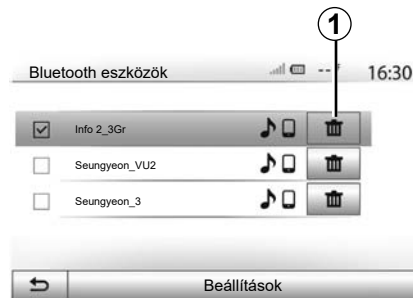 1
Bluetooth eszközök -- ° 16:30
Info 2_3Gr
Seungyeon_VU2
Seungyeon_3
Beállítások